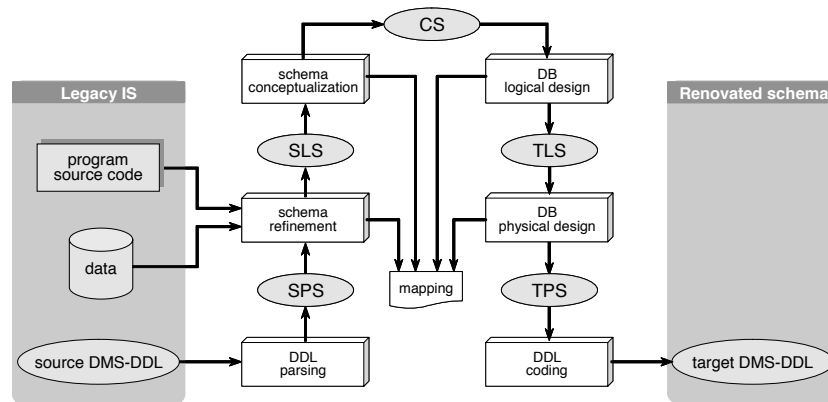 CS
schema
conceptualization
DB
logical design
Legacy IS
Renovated schema
program
source code
SLS
TLS
schema
refinement
DB
physical design
data
SPS
mapping
TPS
source DMS-DDL
DDL
parsing
DDL
coding
target DMS-DDL